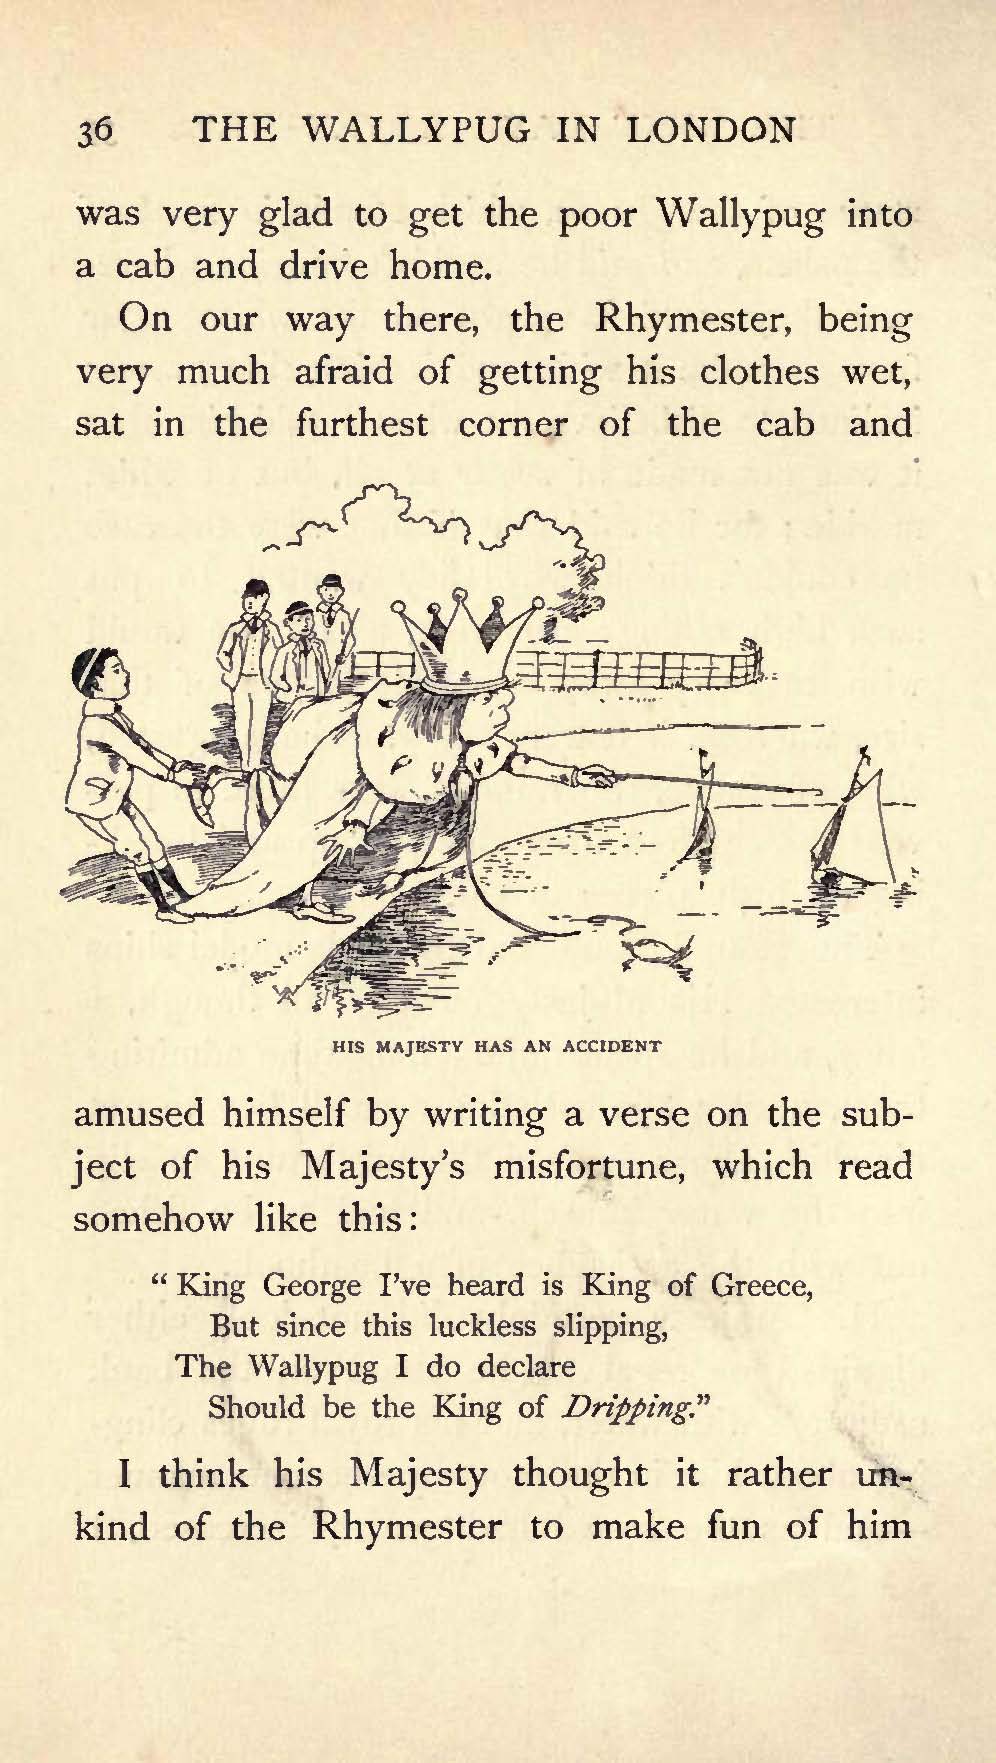 36 THE WALLYPUG IN LONDON
was very glad to get the poor Wallypug into
a cab and drive home.
On our way there, the Rhymester, being
very much afraid of getting his clothes wet,
sat in the furthest corner of the cab and
HIS MAJESTY HAS AN ACCIDENT
amused himself by writing a verse on the sub-
ject of his Majesty's misfortune, which read
somehow like this:
“King George I've heard is King of Greece,
But since this luckless slipping,
The Wallypug I do declare
Should be the King of Dripping.”
I think his Majesty thought it rather un-
kind of the Rhymester to make fun of him